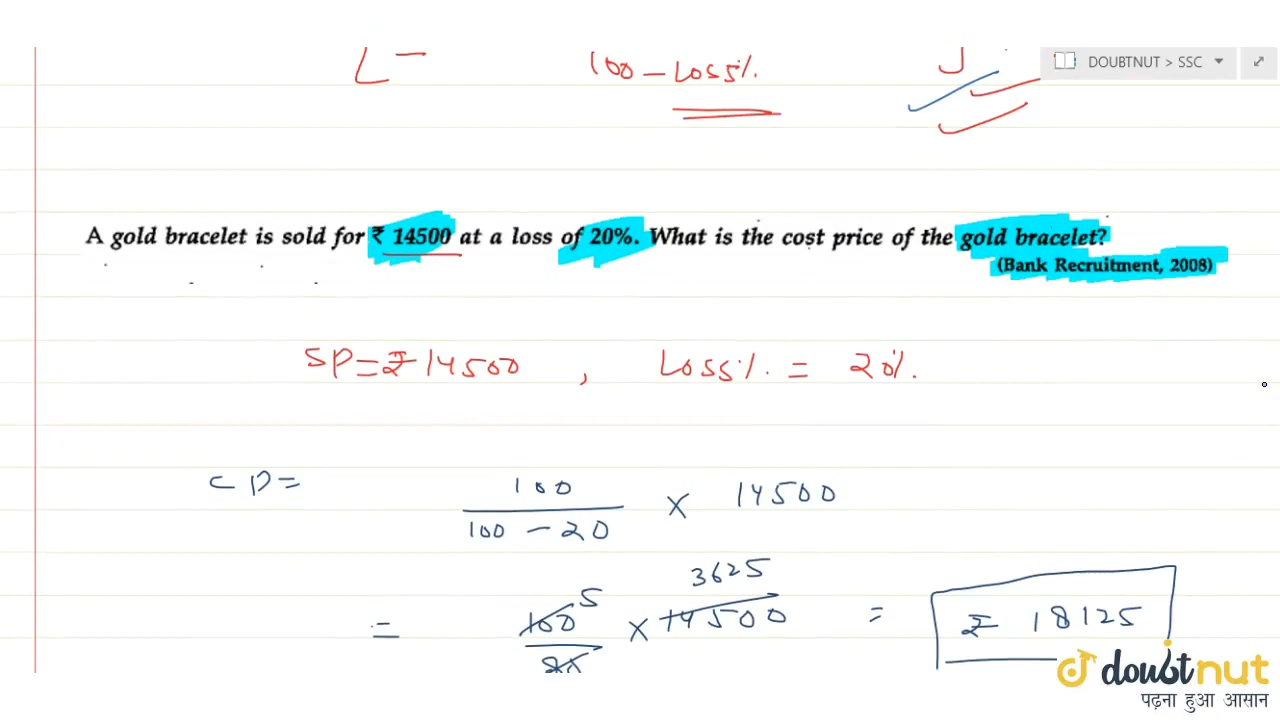 100 - Loss%
DOUBTNUT > SSC
A gold bracelet is sold for ₹ 14500 at a loss of 20%. What is the cost price of the gold bracelet?
(Bank Recruitment, 2008)
SP = ₹ 14500 , Loss% = 20%.
CP =
100
100 - 20
× 14500
3625
= 100 5 × 14500 = ₹ 18125
doubtnut
पढ़ना हुआ आसान